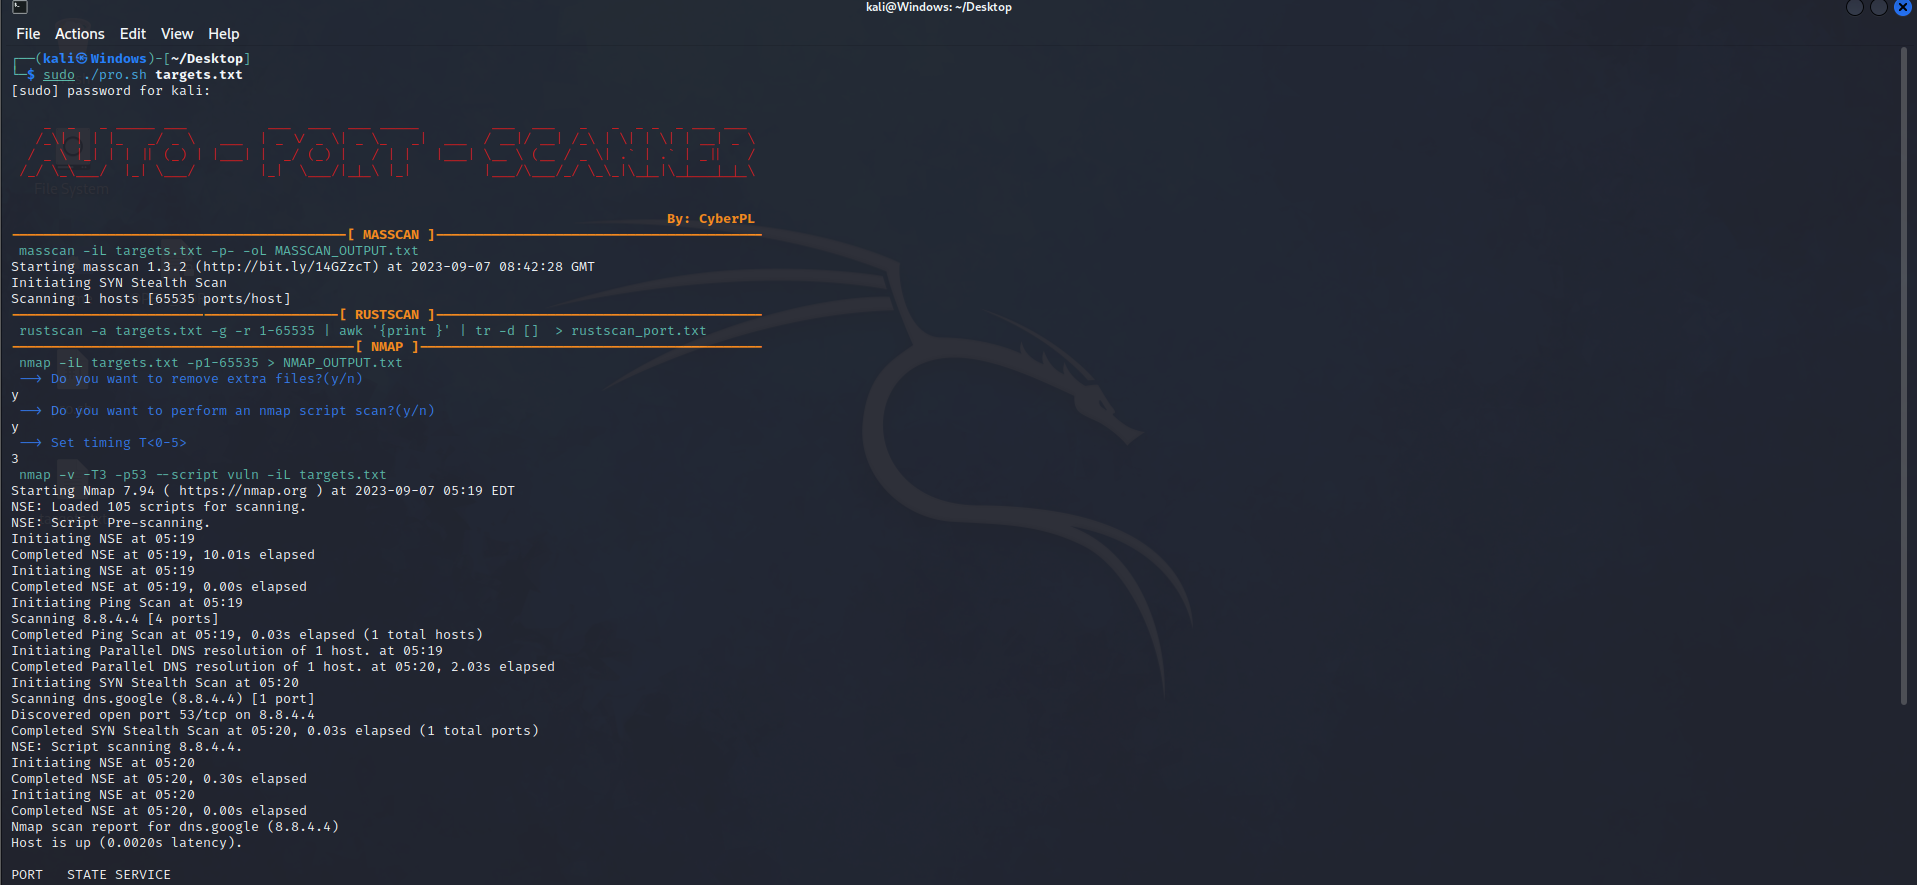 kali@Windows: ~/Desktop
File Actions Edit View Help
┌──(kali㉿Windows)-[~/Desktop]
└─$ sudo ./pro.sh targets.txt
[sudo] password for kali:
AUTO - PORT - SCANNER
By: CyberPL
[ MASSCAN ]
masscan -iL targets.txt -p- -oL MASSCAN_OUTPUT.txt
Starting masscan 1.3.2 (http://bit.ly/14GZzcT) at 2023-09-07 08:42:28 GMT
Initiating SYN Stealth Scan
Scanning 1 hosts [65535 ports/host]
[ RUSTSCAN ]
rustscan -a targets.txt -g -r 1-65535 | awk '{print }' | tr -d []  > rustscan_port.txt
[ NMAP ]
nmap -iL targets.txt -p1-65535 > NMAP_OUTPUT.txt
──> Do you want to remove extra files?(y/n)
y
──> Do you want to perform an nmap script scan?(y/n)
y
──> Set timing T<0-5>
3
nmap -v -T3 -p53 --script vuln -iL targets.txt
Starting Nmap 7.94 ( https://nmap.org ) at 2023-09-07 05:19 EDT
NSE: Loaded 105 scripts for scanning.
NSE: Script Pre-scanning.
Initiating NSE at 05:19
Completed NSE at 05:19, 10.01s elapsed
Initiating NSE at 05:19
Completed NSE at 05:19, 0.00s elapsed
Initiating Ping Scan at 05:19
Scanning 8.8.4.4 [4 ports]
Completed Ping Scan at 05:19, 0.03s elapsed (1 total hosts)
Initiating Parallel DNS resolution of 1 host. at 05:19
Completed Parallel DNS resolution of 1 host. at 05:20, 2.03s elapsed
Initiating SYN Stealth Scan at 05:20
Scanning dns.google (8.8.4.4) [1 port]
Discovered open port 53/tcp on 8.8.4.4
Completed SYN Stealth Scan at 05:20, 0.03s elapsed (1 total ports)
NSE: Script scanning 8.8.4.4.
Initiating NSE at 05:20
Completed NSE at 05:20, 0.30s elapsed
Initiating NSE at 05:20
Completed NSE at 05:20, 0.00s elapsed
Nmap scan report for dns.google (8.8.4.4)
Host is up (0.0020s latency).
PORT   STATE SERVICE
File System